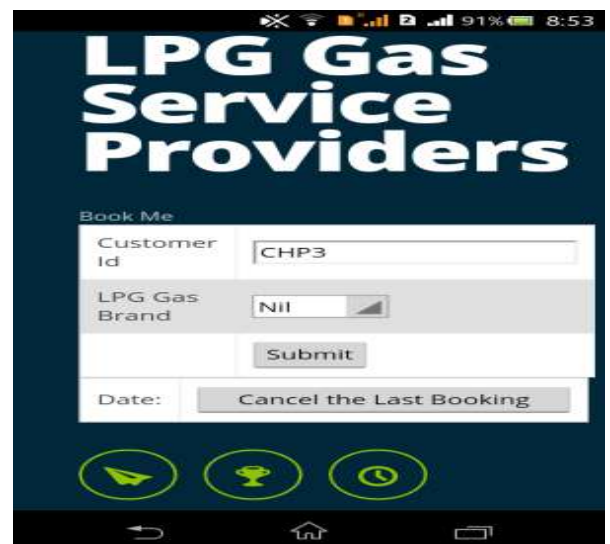 91% 8:53
LPG Gas
Service
Providers
Book Me
Customer
Id
CHP3
LPG Gas
Brand
Nil
Submit
Date:
Cancel the Last Booking